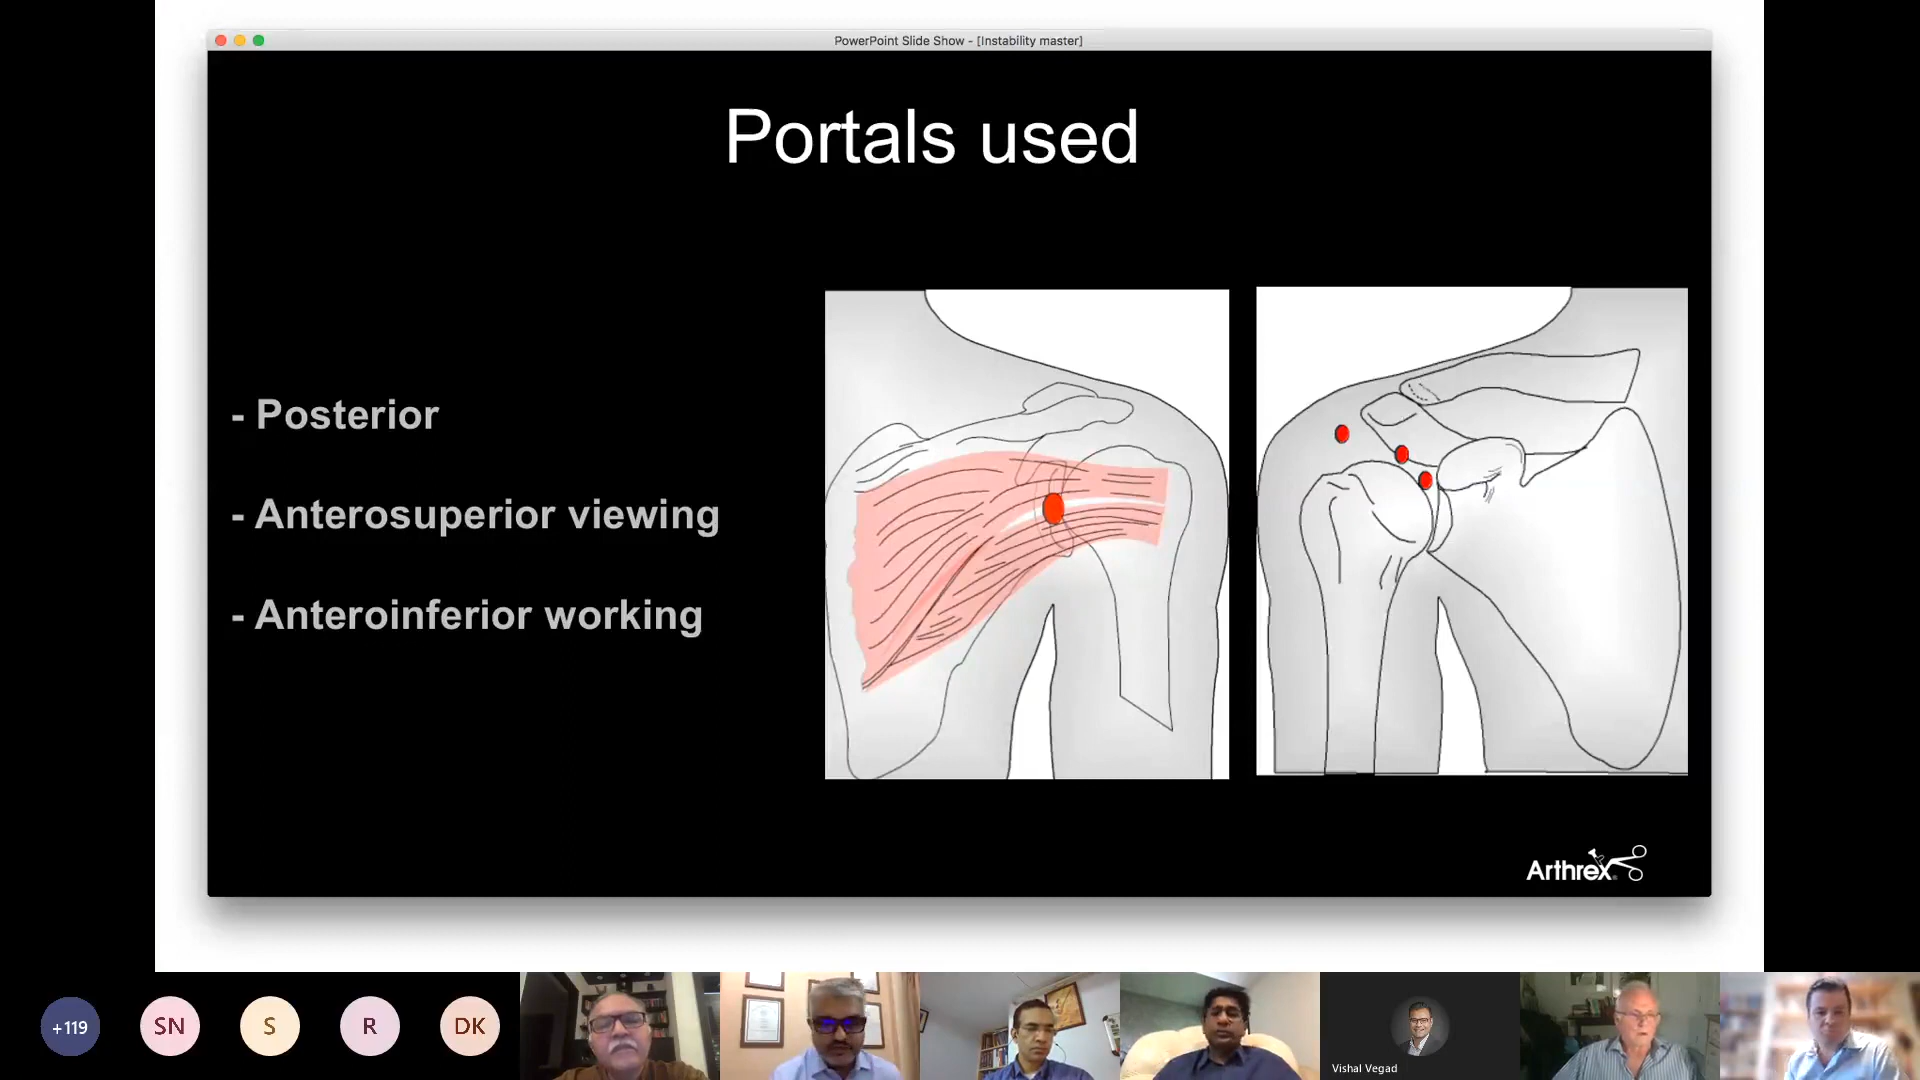 PowerPoint Slide Show - [Instability master]
Portals used
- Posterior
- Anterosuperior viewing
- Anteroinferior working
Arthrex
+119
SN
S
R
DK
Vishal Vegad